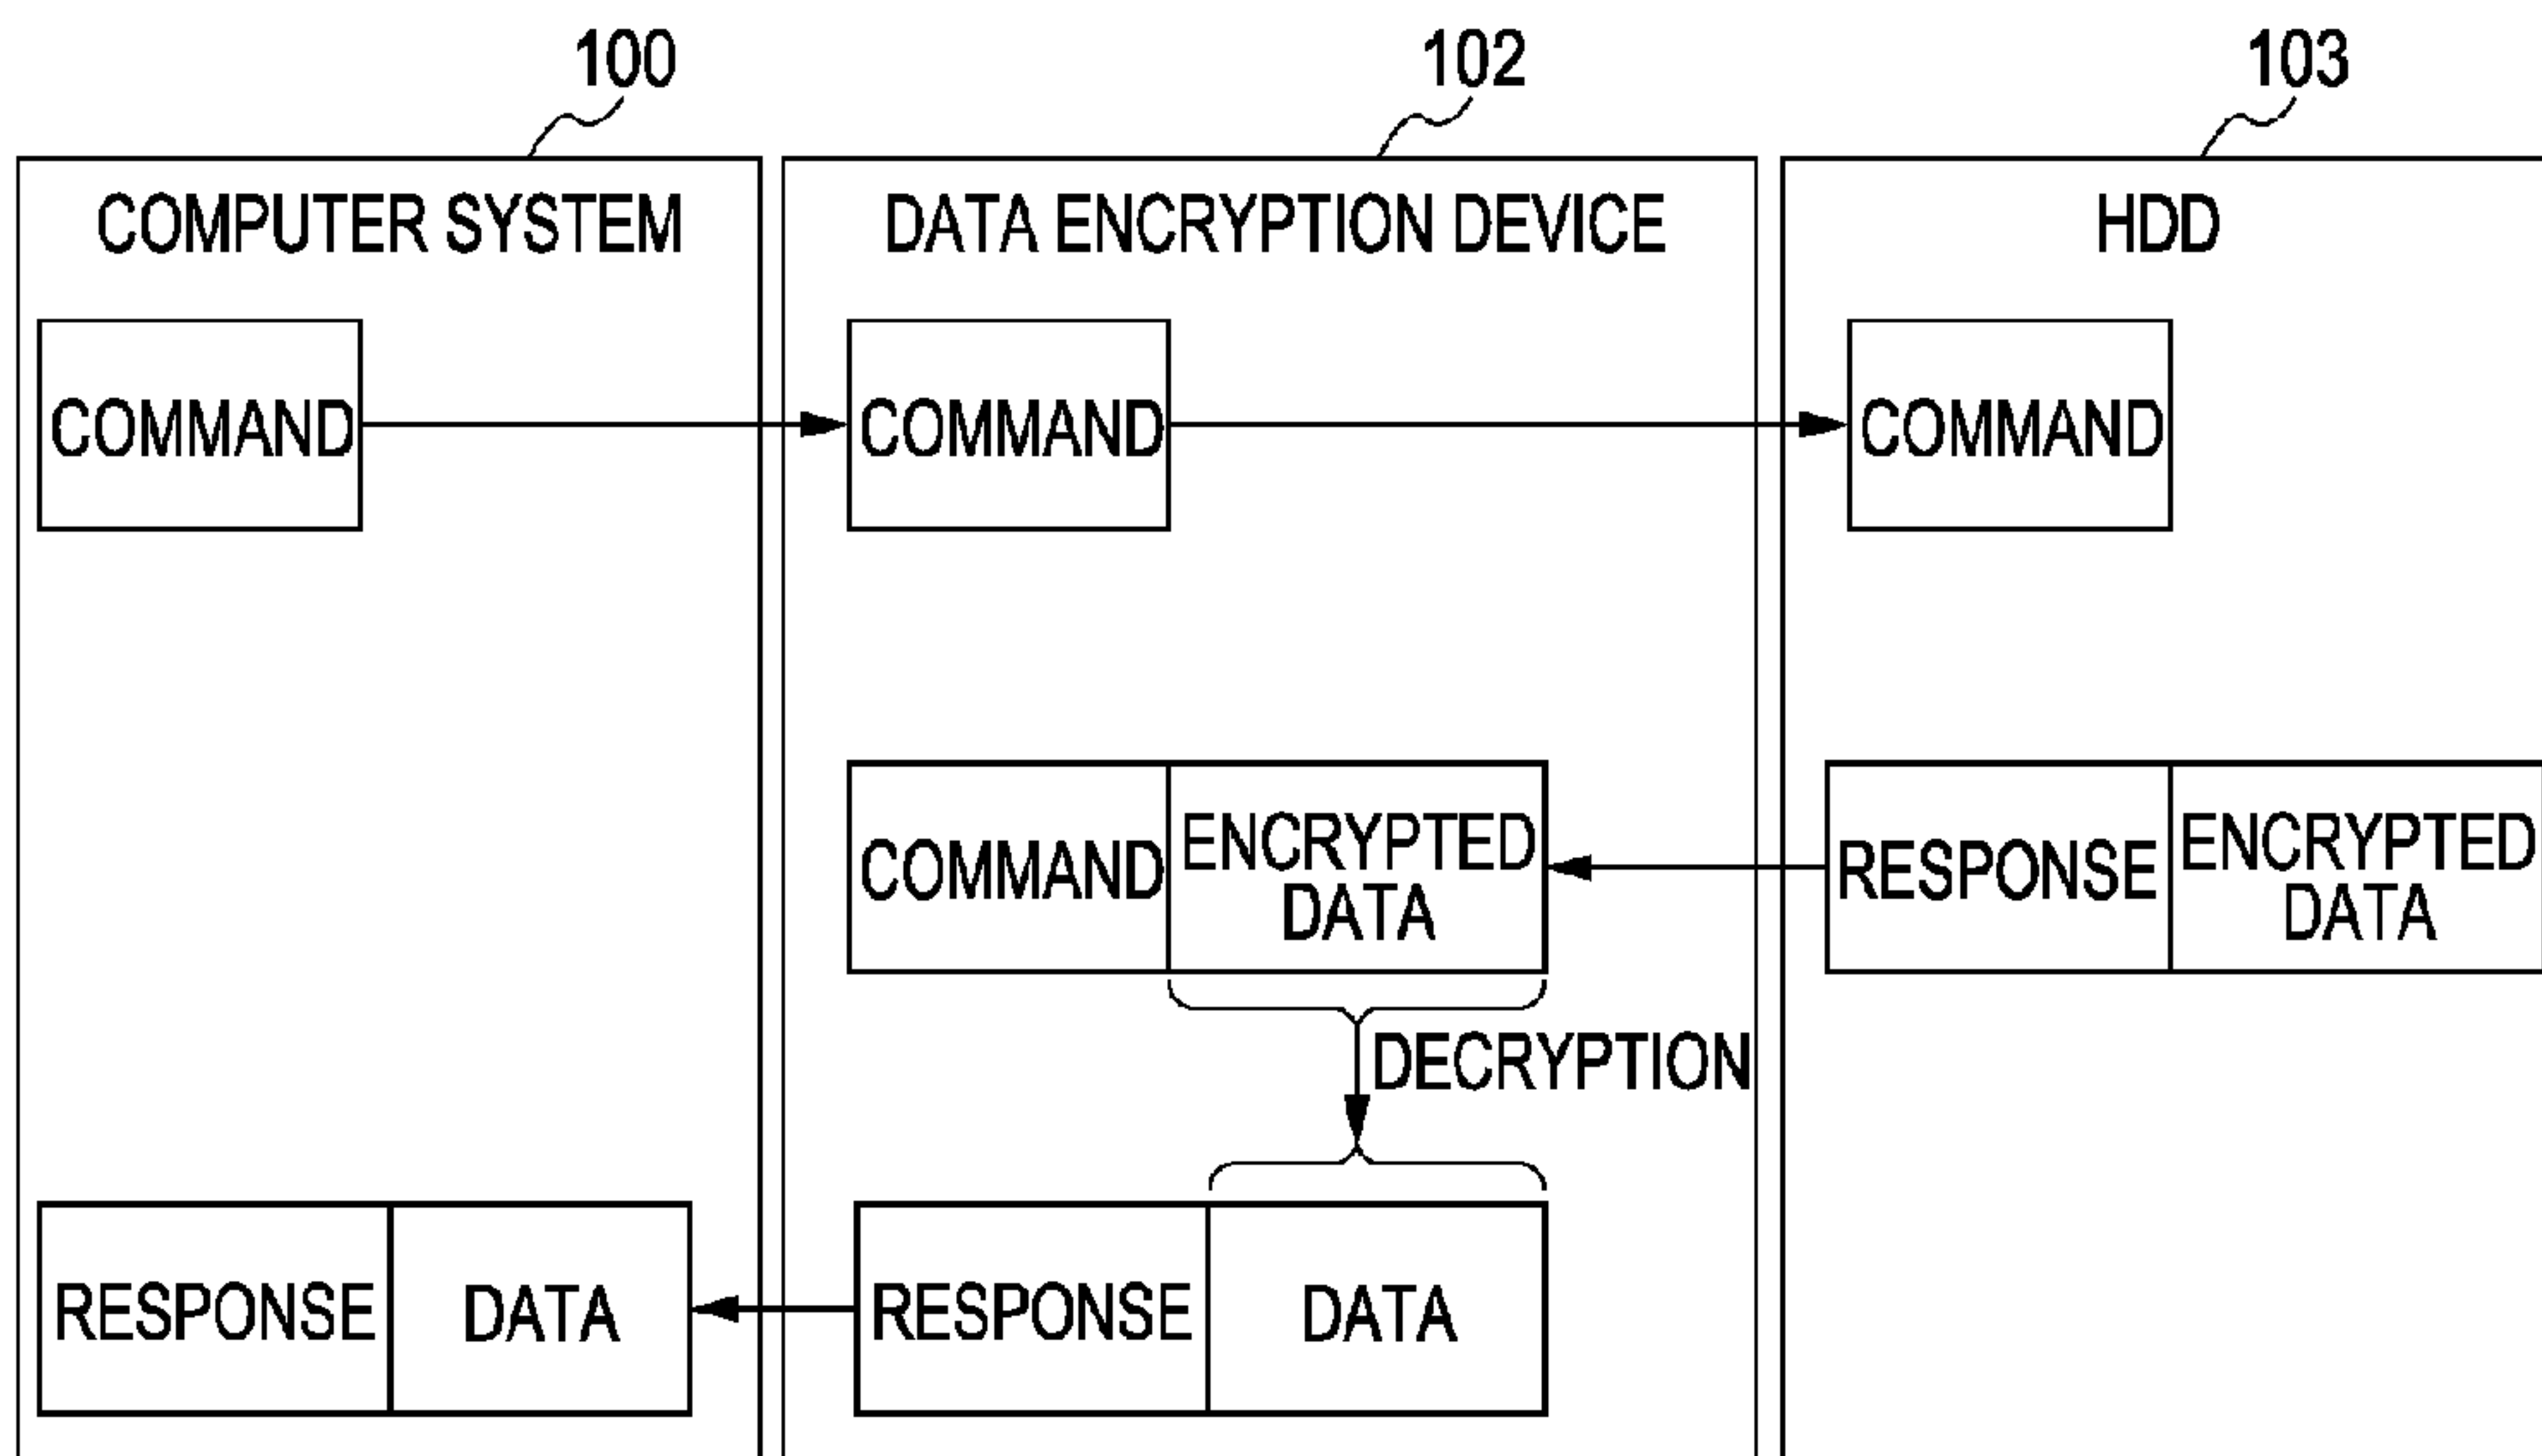 100
102
103
COMPUTER SYSTEM
DATA ENCRYPTION DEVICE
HDD
COMMAND
COMMAND
COMMAND
COMMAND
ENCRYPTED
DATA
RESPONSE
ENCRYPTED
DATA
DECRYPTION
RESPONSE
DATA
RESPONSE
DATA